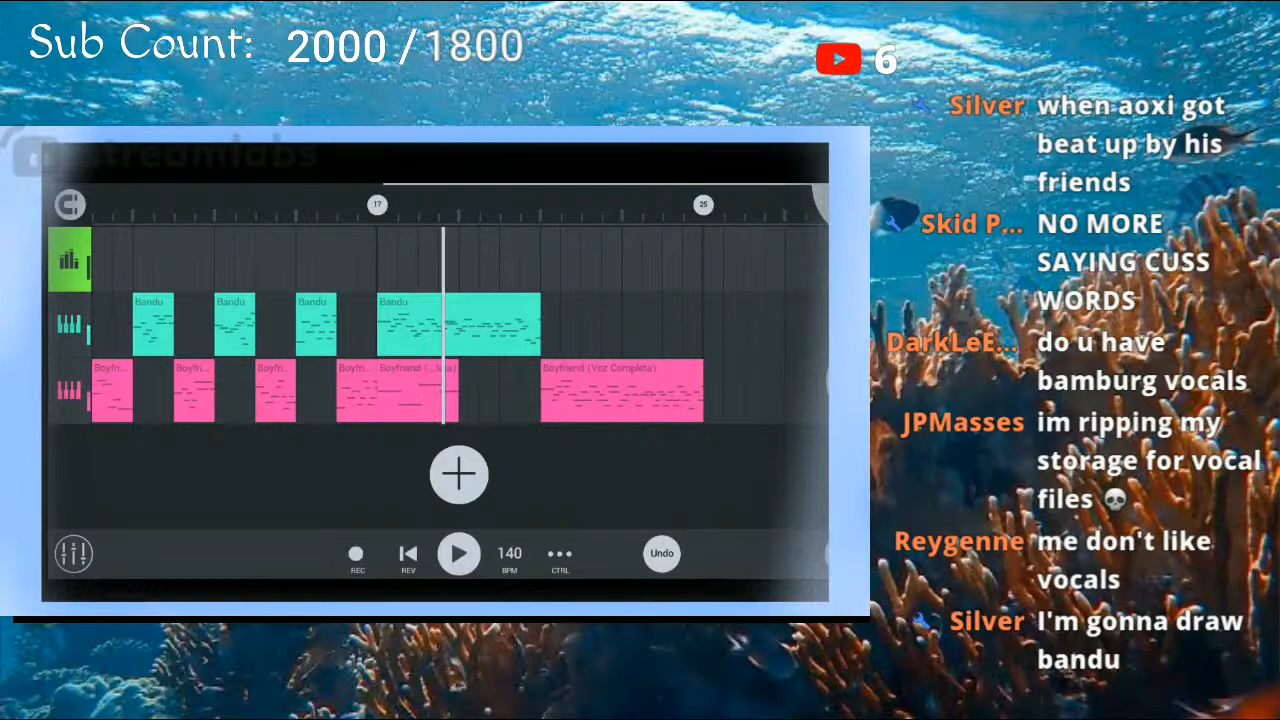 Sub Count: 2000 / 1800
6
streamlabs
17
25
Bandu
Bandu
Bandu
Bandu
Boyfri...
Boyfri...
Boyfri..
Boyfri...
Boyfriend (Voz Completa)
REC
REV
140
BPM
CTRL
Undo
Silver when aoxi got
beat up by his
friends
Skid P... NO MORE
SAYING CUSS
WORDS
DarkLeE... do u have
bamburg vocals
JPMasses im ripping my
storage for vocal
files 💀
Reygenne me don't like
vocals
Silver I'm gonna draw
bandu